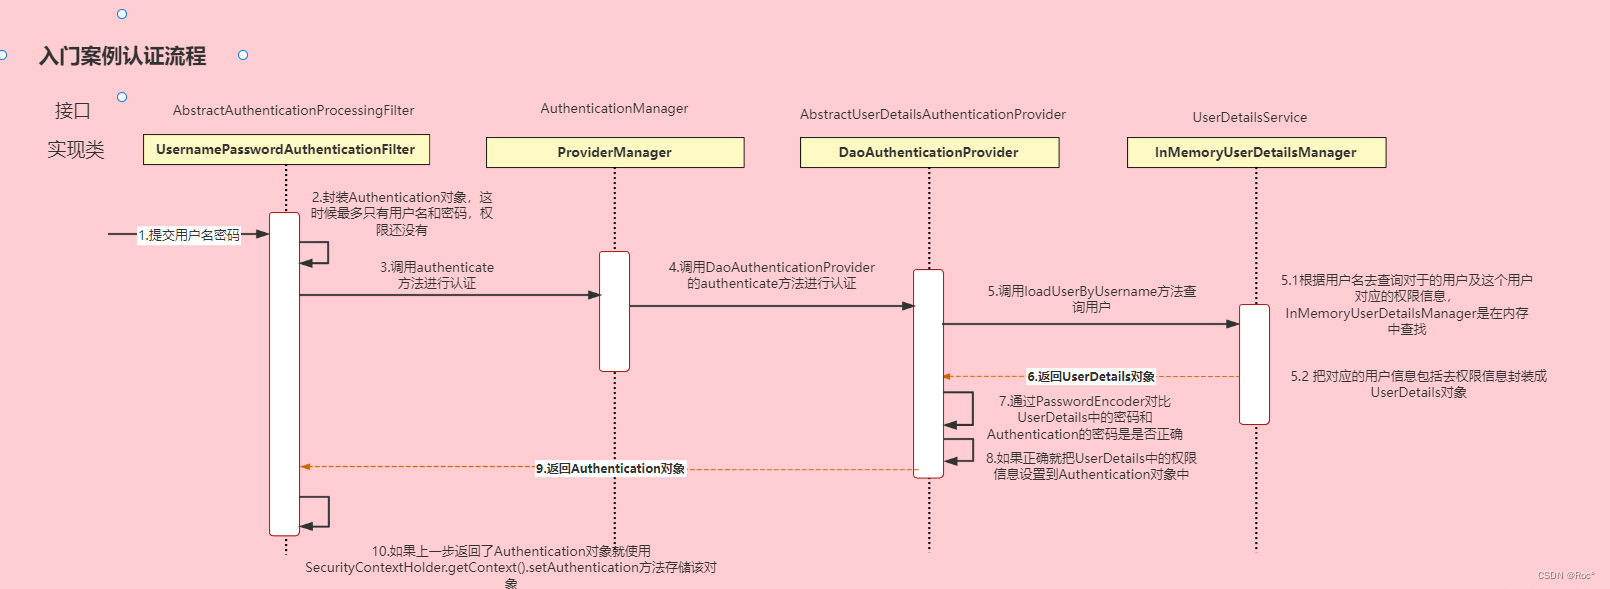 入门案例认证流程
接口
AbstractAuthenticationProcessingFilter
AuthenticationManager
AbstractUserDetailsAuthenticationProvider
UserDetailsService
实现类
UsernamePasswordAuthenticationFilter
ProviderManager
DaoAuthenticationProvider
InMemoryUserDetailsManager
1.提交用户名密码
2.封装Authentication对象，这
时候最多只有用户名和密码，权
限还没有
3.调用authenticate
方法进行认证
4.调用DaoAuthenticationProvider
的authenticate方法进行认证
5.调用loadUserByUsername方法查
询用户
5.1根据用户名去查询对于的用户及这个用户
对应的权限信息，
InMemoryUserDetailsManager是在内存
中查找
5.2 把对应的用户信息包括去权限信息封装成
UserDetails对象
6.返回UserDetails对象
7.通过PasswordEncoder对比
UserDetails中的密码和
Authentication的密码是是否正确
8.如果正确就把UserDetails中的权限
信息设置到Authentication对象中
9.返回Authentication对象
10.如果上一步返回了Authentication对象就使用
SecurityContextHolder.getContext().setAuthentication方法存储该对
象
CSDN @Roc*